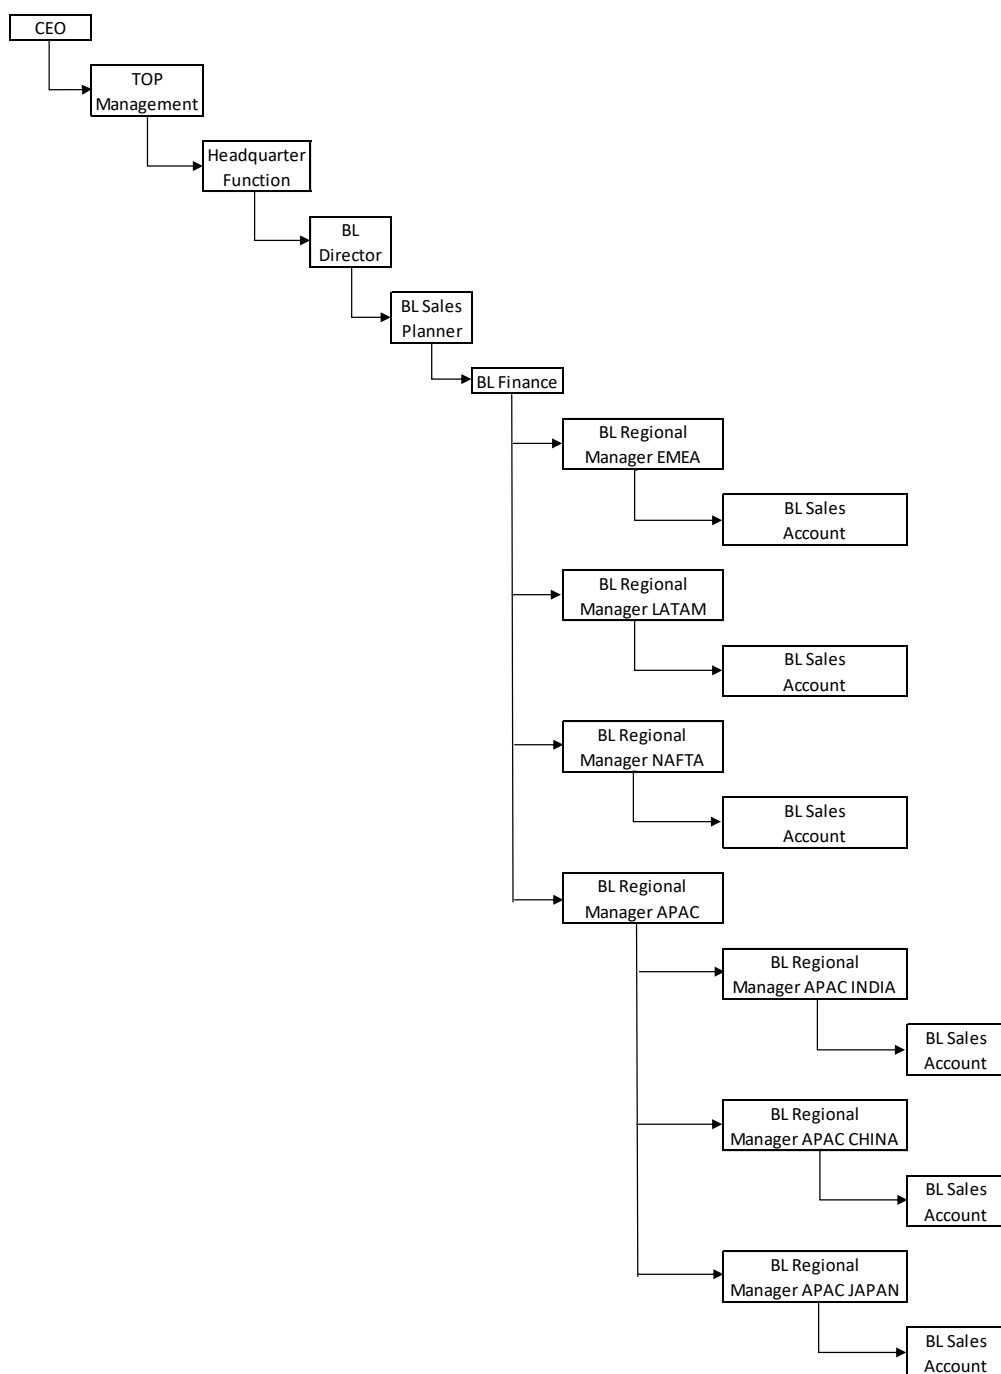 CEO
TOP
Management
Headquarter
Function
BL
Director
BL Sales
Planner
BL Finance
BL Regional
Manager EMEA
BL Sales
Account
BL Regional
Manager LATAM
BL Sales
Account
BL Regional
Manager NAFTA
BL Sales
Account
BL Regional
Manager APAC
BL Regional
Manager APAC INDIA
BL Sales
Account
BL Regional
Manager APAC CHINA
BL Sales
Account
BL Regional
Manager APAC JAPAN
BL Sales
Account